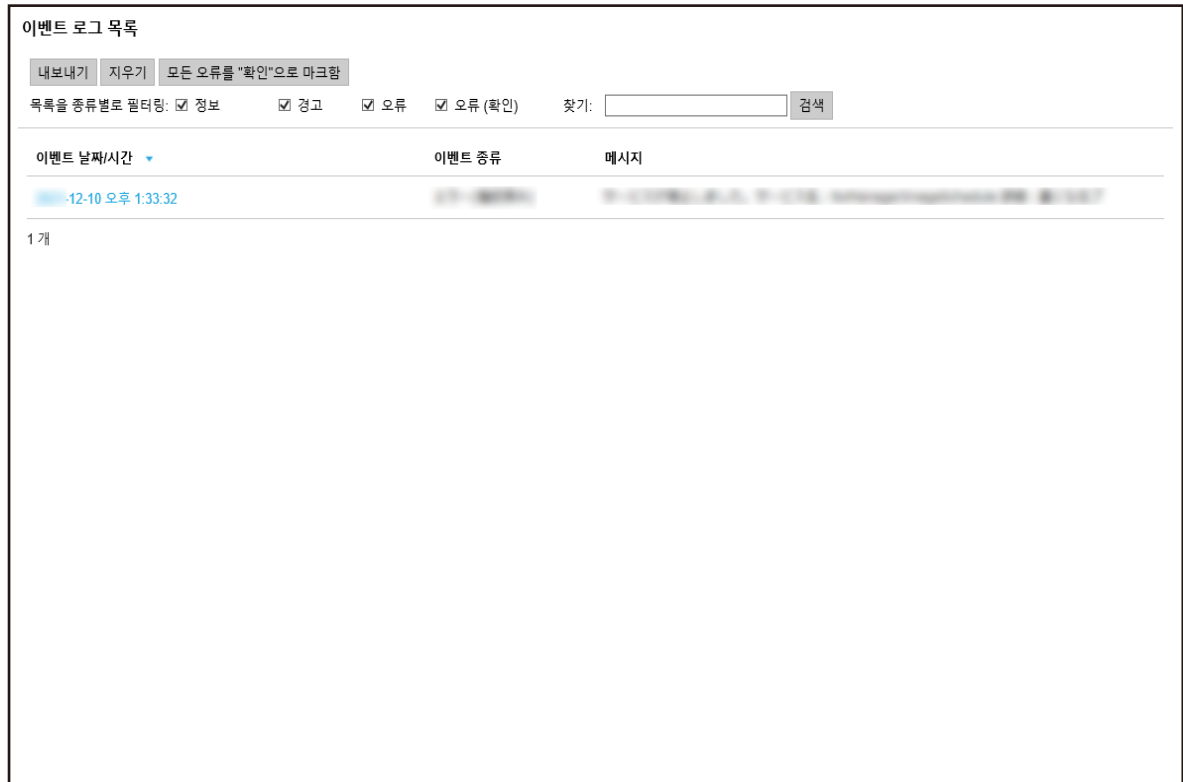 이벤트 로그 목록
내보내기 지우기 모든 오류를 "확인"으로 마크함
목록을 종류별로 필터링: 정보 경고 오류 오류 (확인) 찾기: 검색
이벤트 날짜/시간 이벤트 종류 메시지
-12-10 오후 1:33:32
1 개